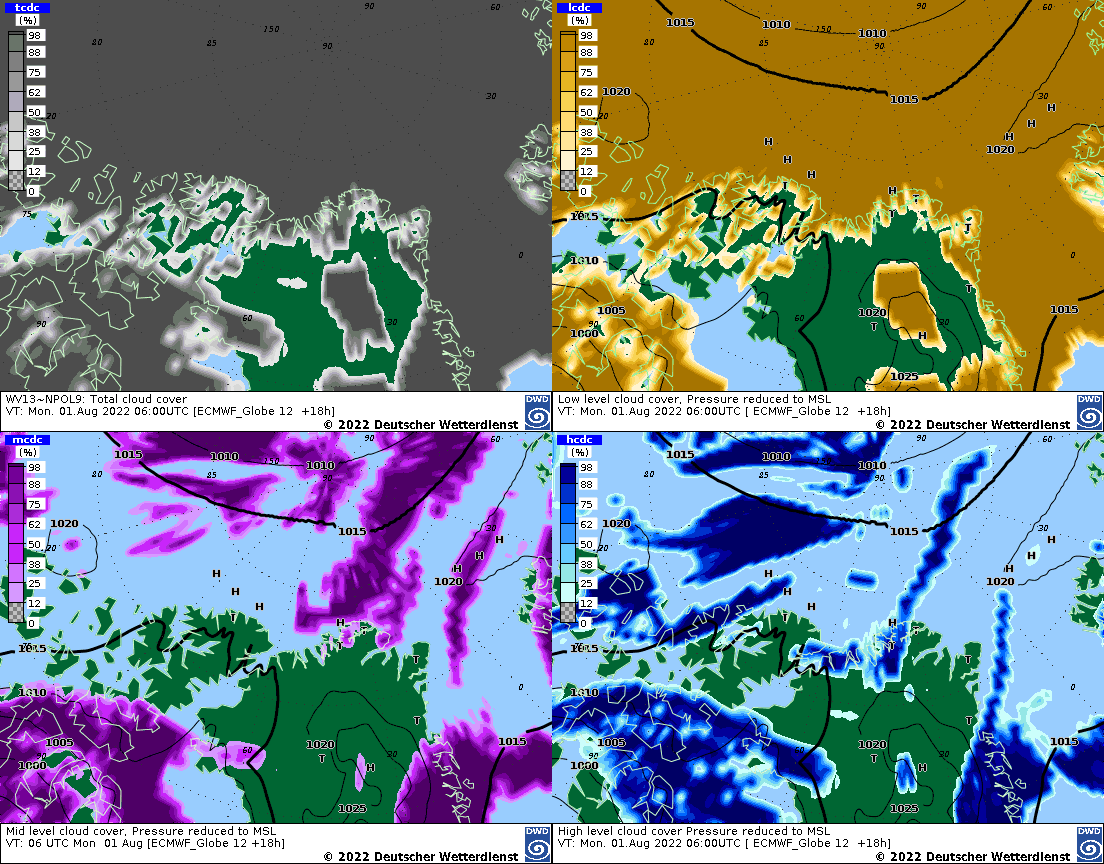 tcdc
(%)
98
88
75
62
50
38
25
12
0
90
60
150
80
85
90
30
20
75
0
60
30
90
WV13~NPOL9: Total cloud cover
VT: Mon. 01.Aug 2022 06:00UTC [ECMWF_Globe 12 +18h]
© 2022 Deutscher Wetterdienst
DWD
lcdc
(%)
98
88
75
62
50
38
25
12
0
90
60
1015
1010
150
1010
80
85
90
1020
1015
30
H
H
H
20
1020
H
H
H
T
H
T
T
1015
T
T
0
1010
T
1005
1020
1015
60
T
30
90
1000
H
1025
Low level cloud cover, Pressure reduced to MSL
VT: Mon. 01.Aug 2022 06:00UTC [ ECMWF_Globe 12 +18h]
© 2022 Deutscher Wetterdienst
DWD
mcdc
(%)
98
88
75
62
50
38
25
12
0
90
60
1015
1010
150
1010
80
85
90
1020
1015
30
H
H
H
20
1020
H
H
H
T
H
T
T
1015
T
0
1010
T
1005
1020
1015
60
T
30
1000
H
1025
Mid level cloud cover, Pressure reduced to MSL
VT: 06 UTC Mon 01 Aug [ECMWF_Globe 12 +18h]
© 2022 Deutscher Wetterdienst
DWD
hcdc
(%)
98
88
75
62
50
38
25
12
0
90
60
1015
1010
150
1010
80
85
90
1020
1015
30
H
H
H
20
1020
H
H
H
T
H
T
T
1015
T
0
1010
T
1005
1020
1015
60
T
30
90
1000
H
1025
High level cloud cover Pressure reduced to MSL
VT: Mon. 01.Aug 2022 06:00UTC [ ECMWF_Globe 12 +18h]
© 2022 Deutscher Wetterdienst
DWD